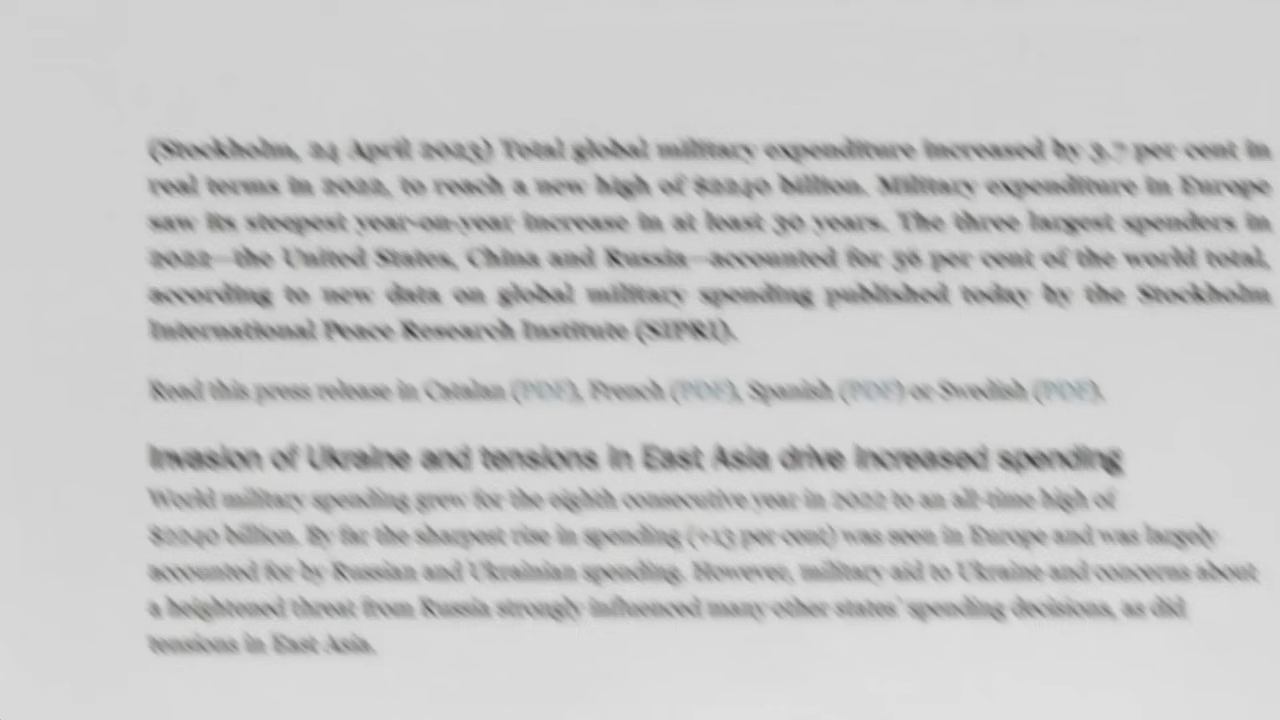 (Stockholm, 24 April 2023) Total global military expenditure increased by 3.7 per cent in
real terms in 2022, to reach a new high of $2240 billion. Military expenditure in Europe
saw its steepest year-on-year increase in at least 30 years. The three largest spenders in
2022—the United States, China and Russia—accounted for 56 per cent of the world total,
according to new data on global military spending published today by the Stockholm
International Peace Research Institute (SIPRI).
Read this press release in Catalan (PDF), French (PDF), Spanish (PDF) or Swedish (PDF).
Invasion of Ukraine and tensions in East Asia drive increased spending
World military spending grew for the eighth consecutive year in 2022 to an all-time high of
$2240 billion. By far the sharpest rise in spending (+13 per cent) was seen in Europe and was largely
accounted for by Russian and Ukrainian spending. However, military aid to Ukraine and concerns about
a heightened threat from Russia strongly influenced many other states' spending decisions, as did
tensions in East Asia.